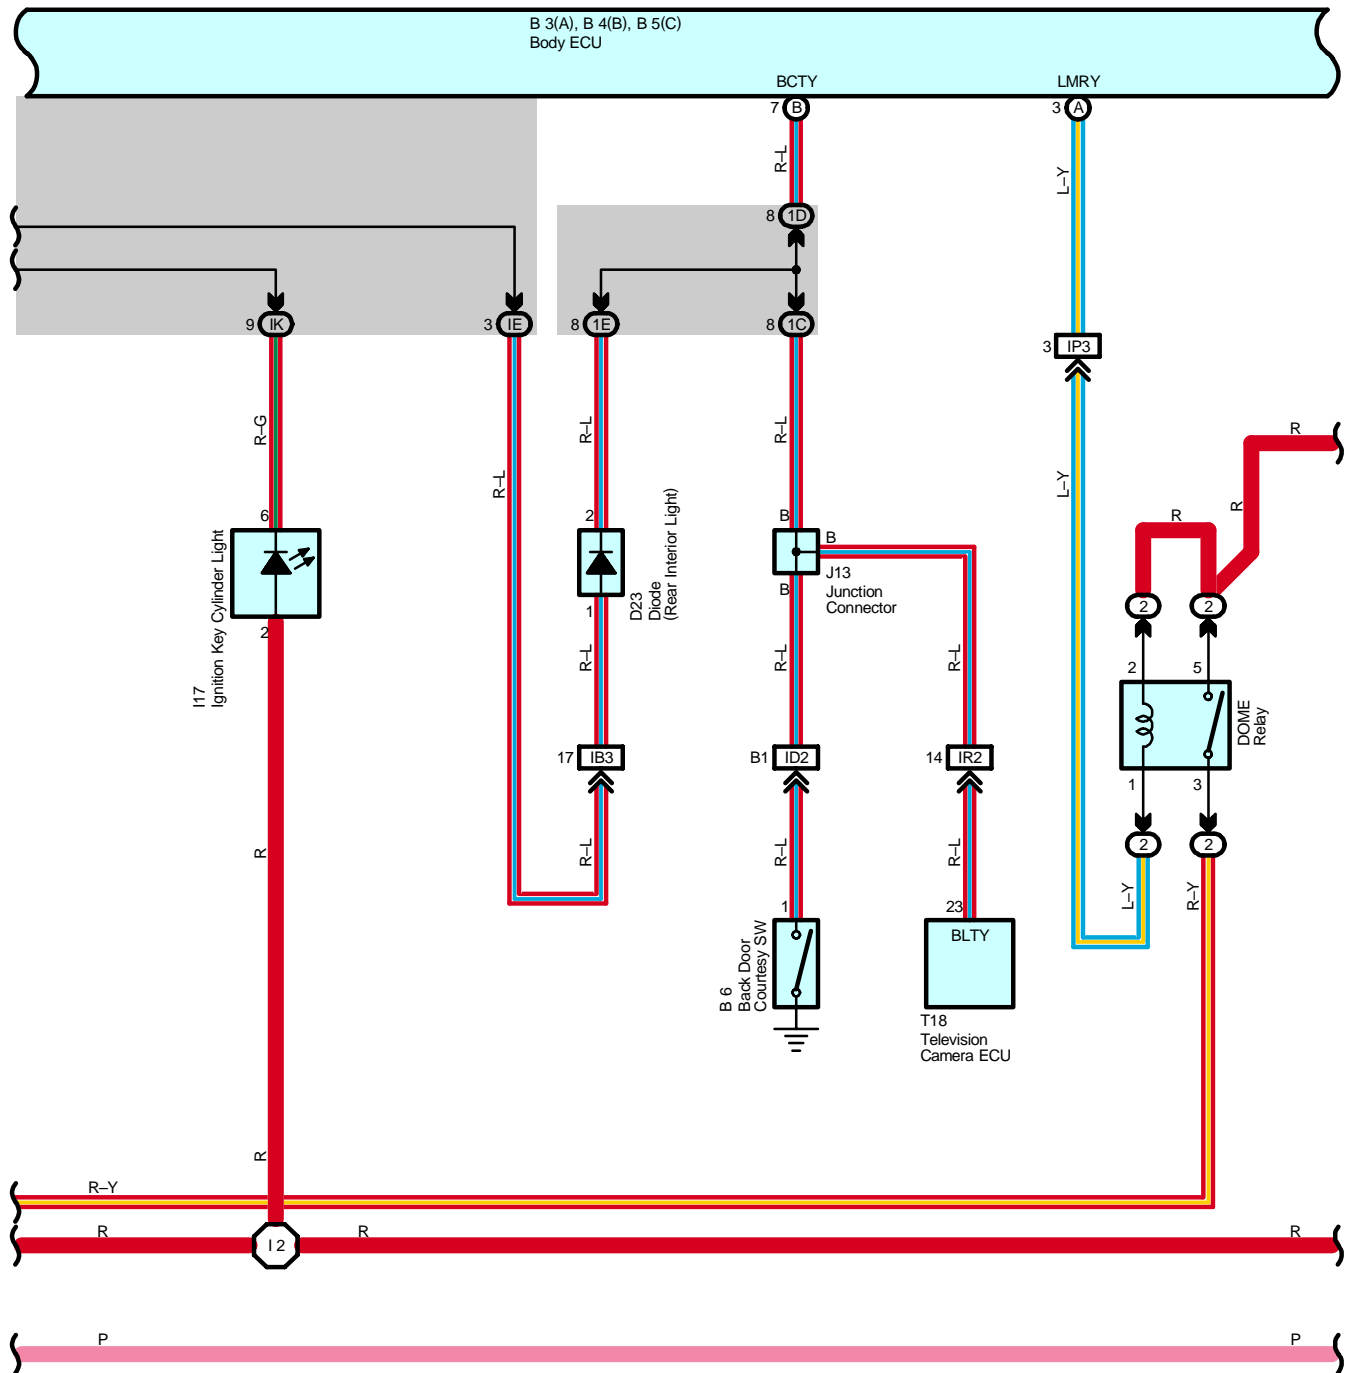 B 3(A), B 4(B), B 5(C)
Body ECU
BCTY
LMRY
7 B
3 A
R–L
L–Y
8 1D
9 IK
3 IE
8 1E
8 1C
3 IP3
R–G
R–L
R–L
R–L
L–Y
R
R
R
6
2
B
B
B
J13
Junction
Connector
I17
Ignition Key Cylinder Light
2
1
D23
Diode
(Rear Interior Light)
2
2
2
5
DOME
Relay
1
3
R–L
R–L
R–L
17 IB3
B1 ID2
14 IR2
2
2
R
R–L
R–L
R–L
L–Y
R–Y
1
23
BLTY
B 6
Back Door
Courtesy SW
T18
Television
Camera ECU
R
R–Y
R
I 2
R
R
P
P